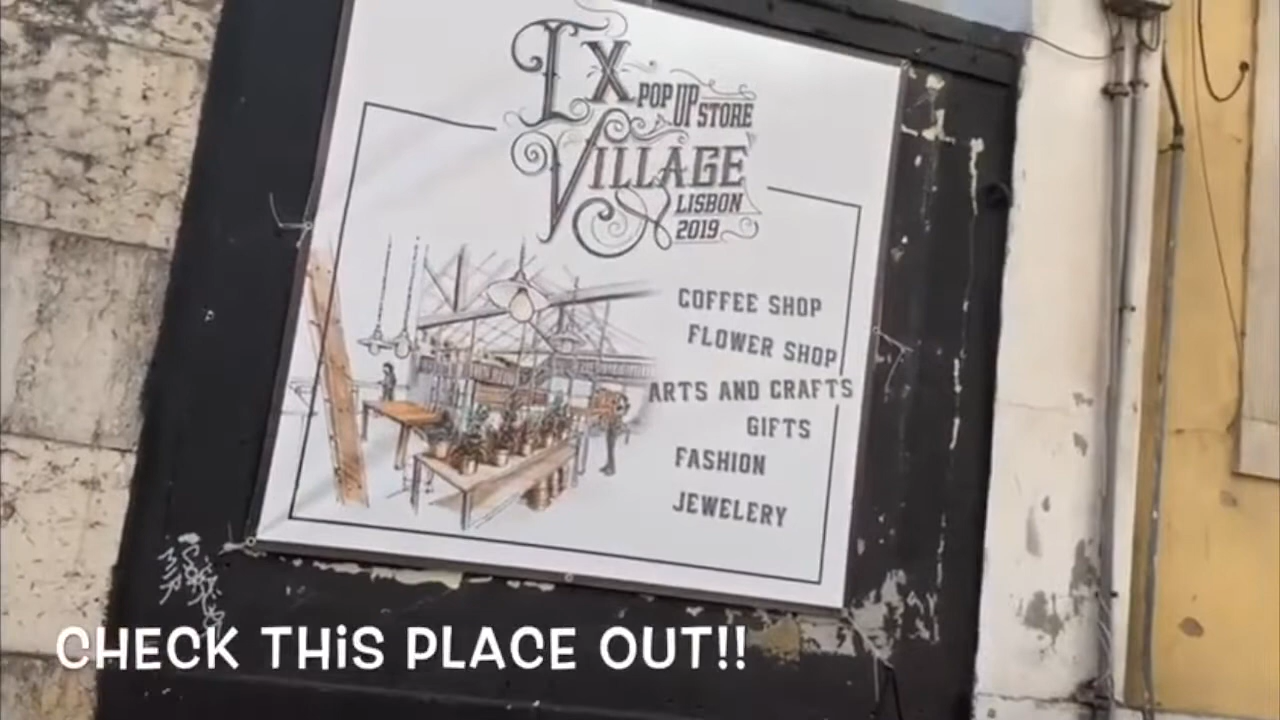 LX POP UP STORE
VILLAGE
LISBON
2019
COFFEE SHOP
FLOWER SHOP
ARTS AND CRAFTS
GIFTS
FASHION
JEWELERY
CHECK THiS PLACE OUT!!